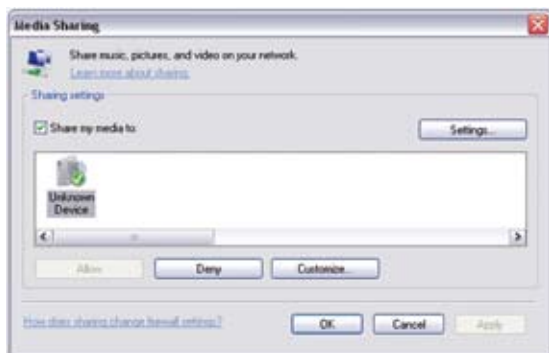 Media Sharing
Share music, pictures, and video on your network.
Learn more about sharing.
Sharing settings
Share my media to:
Settings...
Unknown
Device
Allow
Deny
Customize...
How does sharing change firewall settings?
OK
Cancel
Apply